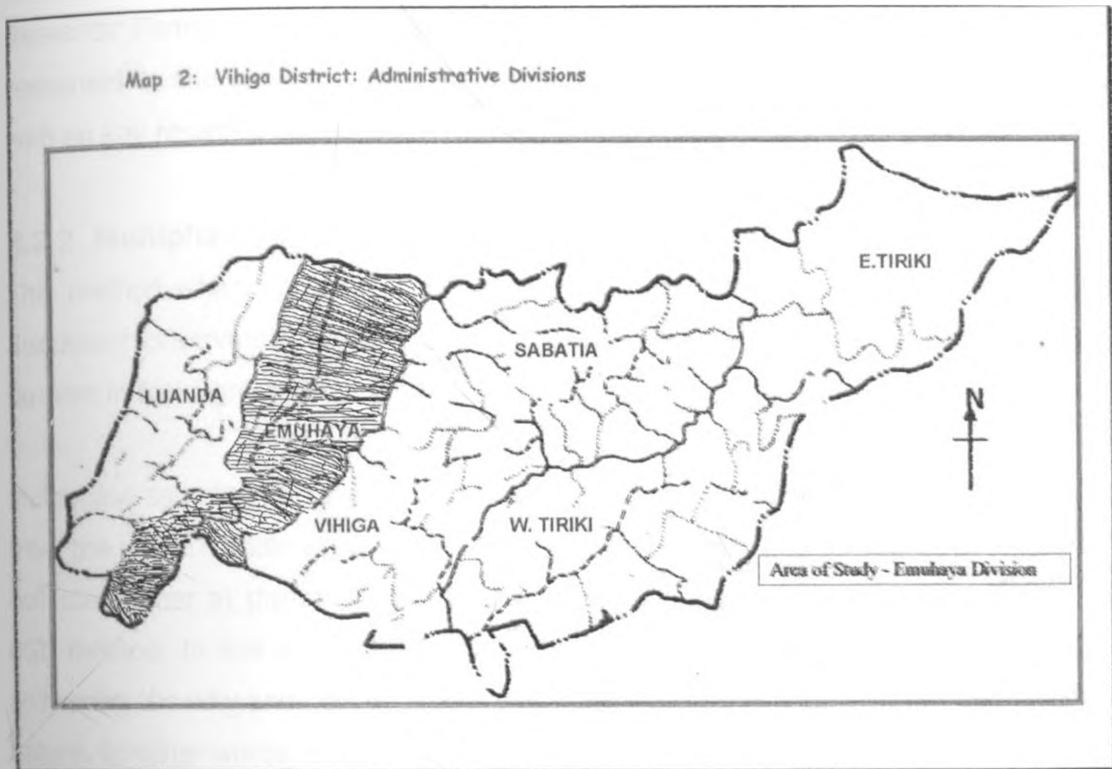 Map 2: Vihiga District: Administrative Divisions
E.TIRIKI
SABATIA
LUANDA
N
EMUHAYA
VIHIGA
W. TIRIKI
Area of Study - Emuhaya Division